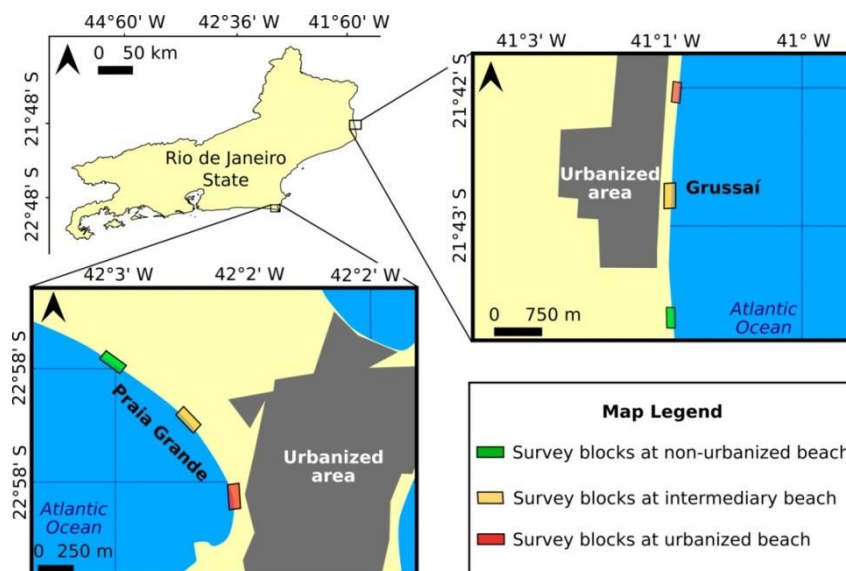 44°60' W
42°36' W
41°60' W
0 50 km
21°48' S
22°48' S
Rio de Janeiro
State
41°3' W
41°1' W
41° W
21°42' S
21°43' S
Urbanized
area
Grussaí
0 750 m
Atlantic
Ocean
42°3' W
42°2' W
42°2' W
22°58' S
22°58' S
Praia Grande
Urbanized
area
Atlantic
Ocean
0 250 m
Map Legend
Survey blocks at non-urbanized beach
Survey blocks at intermediary beach
Survey blocks at urbanized beach